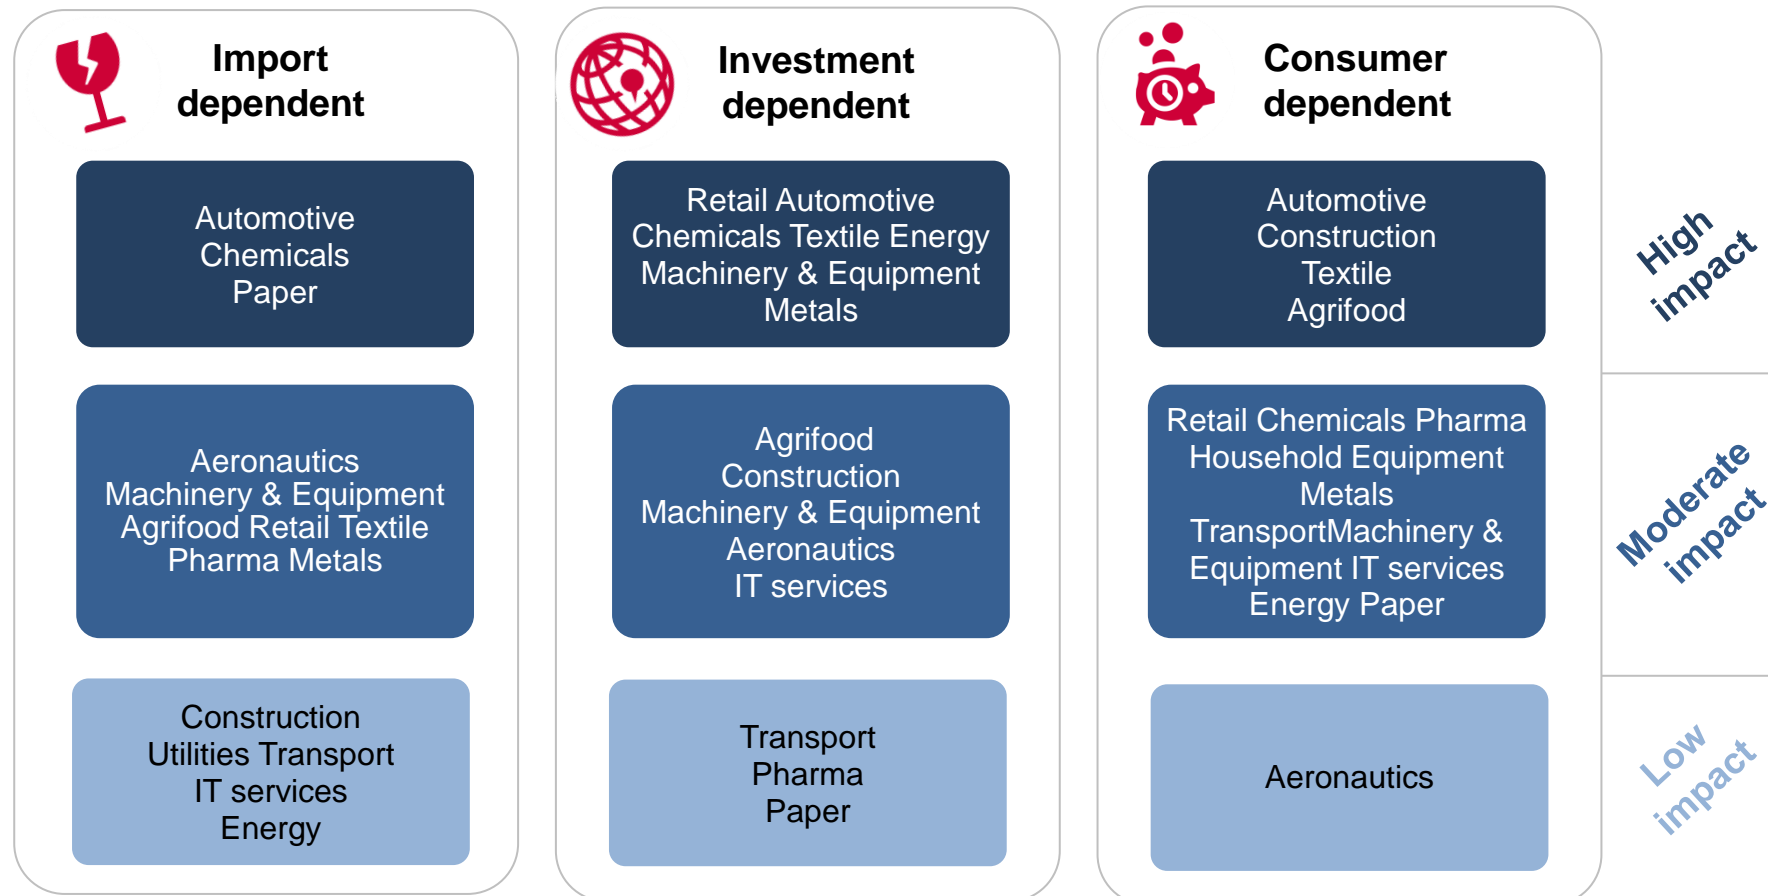 Import
dependent
Automotive
Chemicals
Paper
Aeronautics
Machinery & Equipment
Agrifood Retail Textile
Pharma Metals
Construction
Utilities Transport
IT services
Energy
Investment
dependent
Retail Automotive
Chemicals Textile Energy
Machinery & Equipment
Metals
Agrifood
Construction
Machinery & Equipment
Aeronautics
IT services
Transport
Pharma
Paper
Consumer
dependent
Automotive
Construction
Textile
Agrifood
Retail Chemicals Pharma
Household Equipment
Metals
TransportMachinery &
Equipment IT services
Energy Paper
Aeronautics
High
impact
Moderate
impact
Low
impact